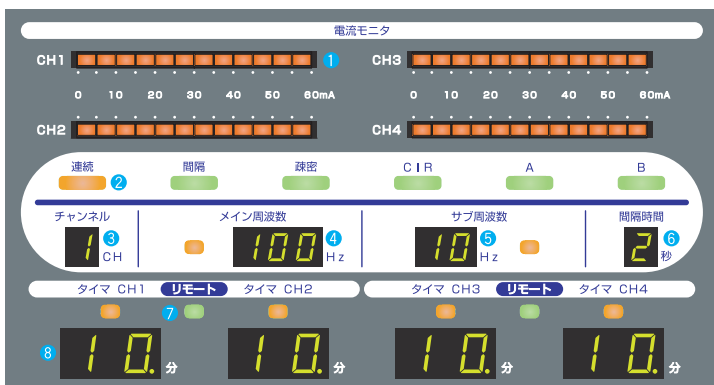 電流モニタ
CH1 1 CH3
0 10 20 30 40 50 60mA 0 10 20 30 40 50 60mA
CH2 CH4
連続 間隔 疎密 CIR A B
2
チャンネル メイン周波数 サブ周波数 間隔時間
1 3 CH 100 4 Hz 10 5 Hz 2 6 秒
タイマ CH1 リモート タイマ CH2 タイマ CH3 リモート タイマ CH4
7
8 10. 分 10. 分 10. 分 10. 分